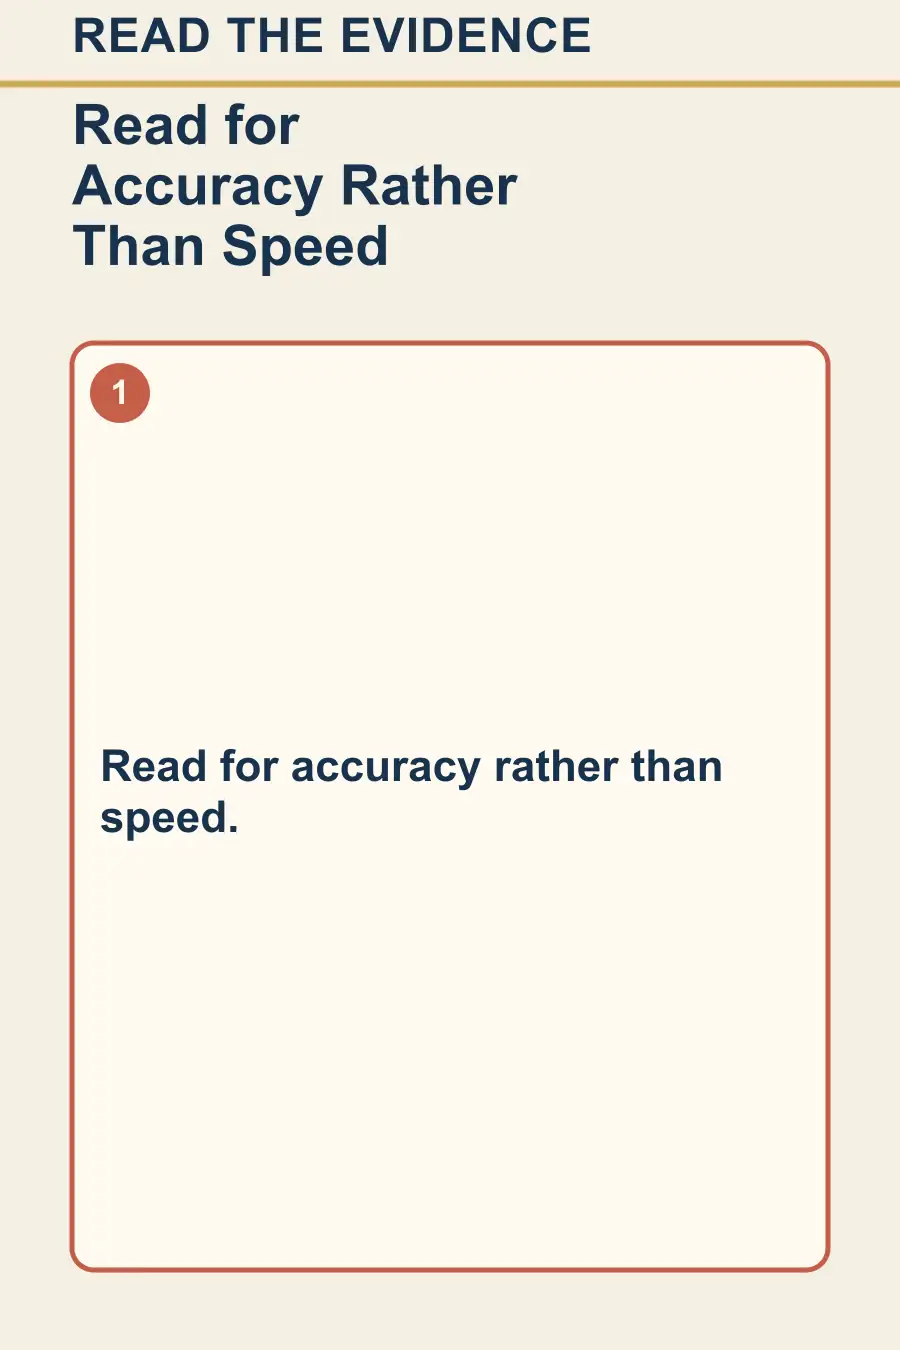 READ THE EVIDENCE
Read for
Accuracy Rather
Than Speed
1
Read for accuracy rather than
speed.